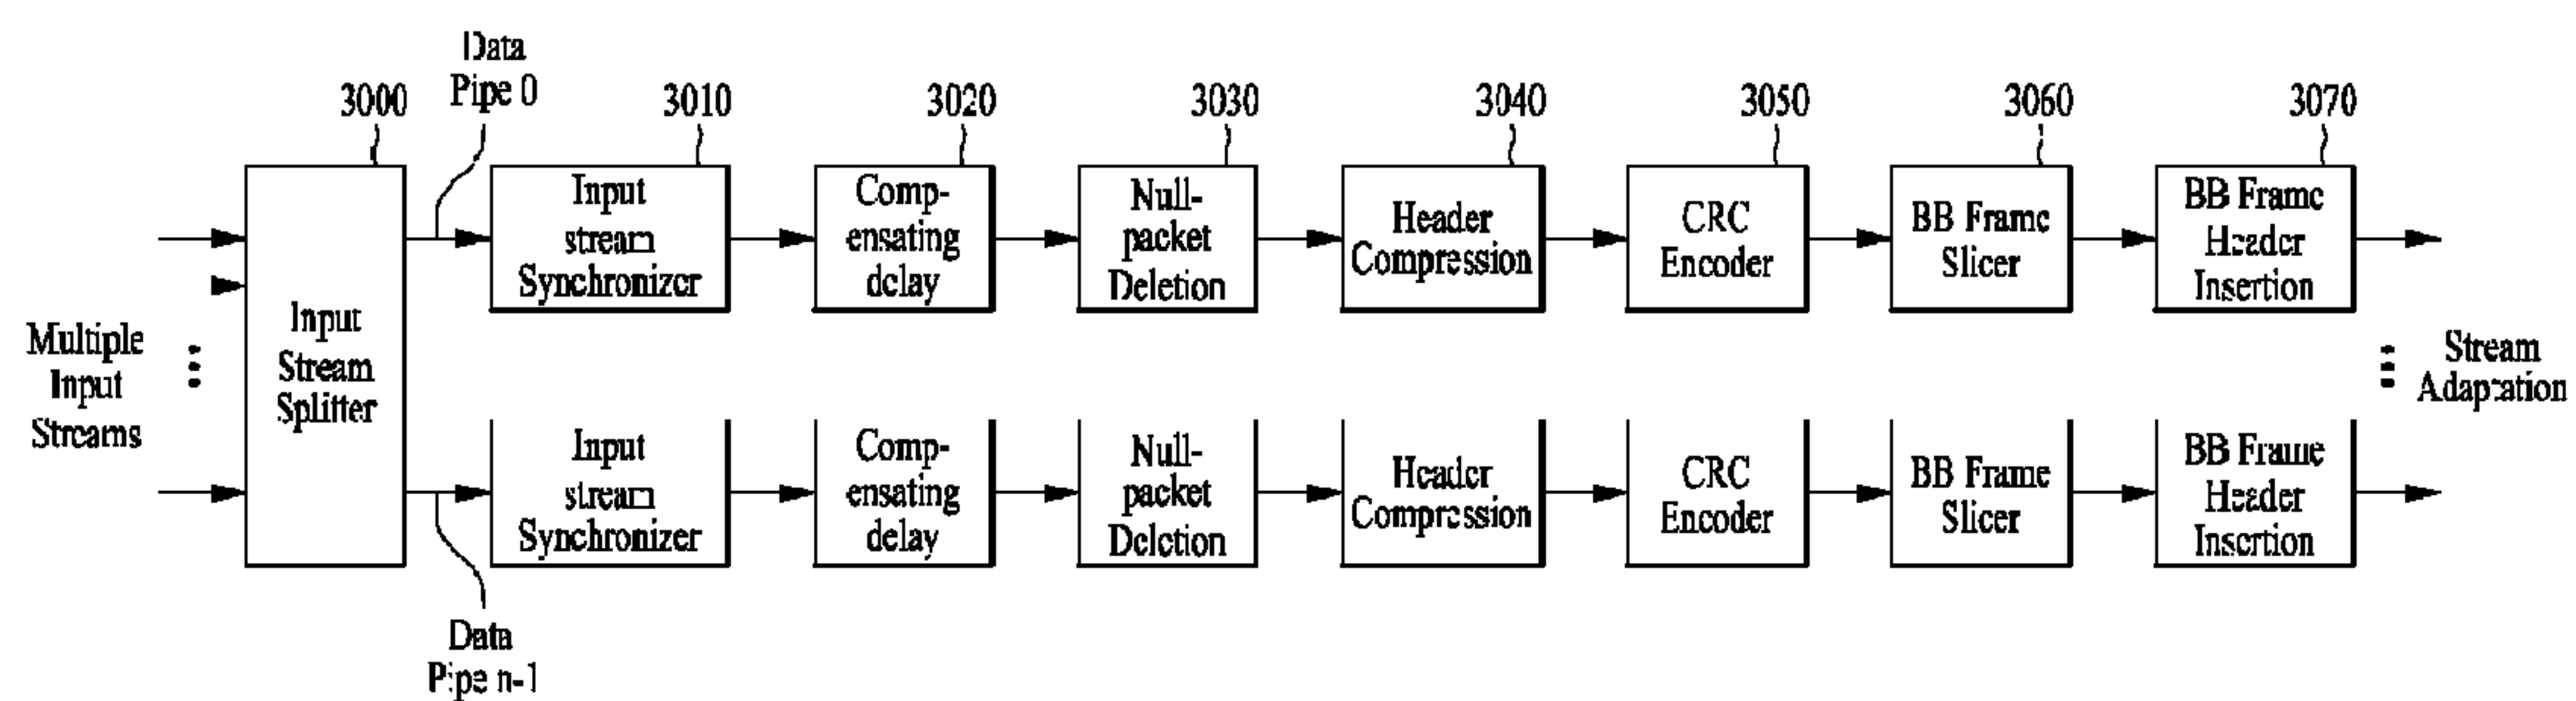 Data
Pipe 0
3000
3010
3020
3030
3040
3050
3060
3070
Multiple
Input
Streams
Input
Stream
Splitter
Input
stream
Synchronizer
Comp-
ensating
delay
Null-
packet
Deletion
Header
Compression
CRC
Encoder
BB Frame
Slicer
BB Frame
Header
Insertion
Stream
Adaptation
Input
stream
Synchronizer
Comp-
ensating
delay
Null-
packet
Deletion
Header
Compression
CRC
Encoder
BB Frame
Slicer
BB Frame
Header
Insertion
Data
Pipe n-1